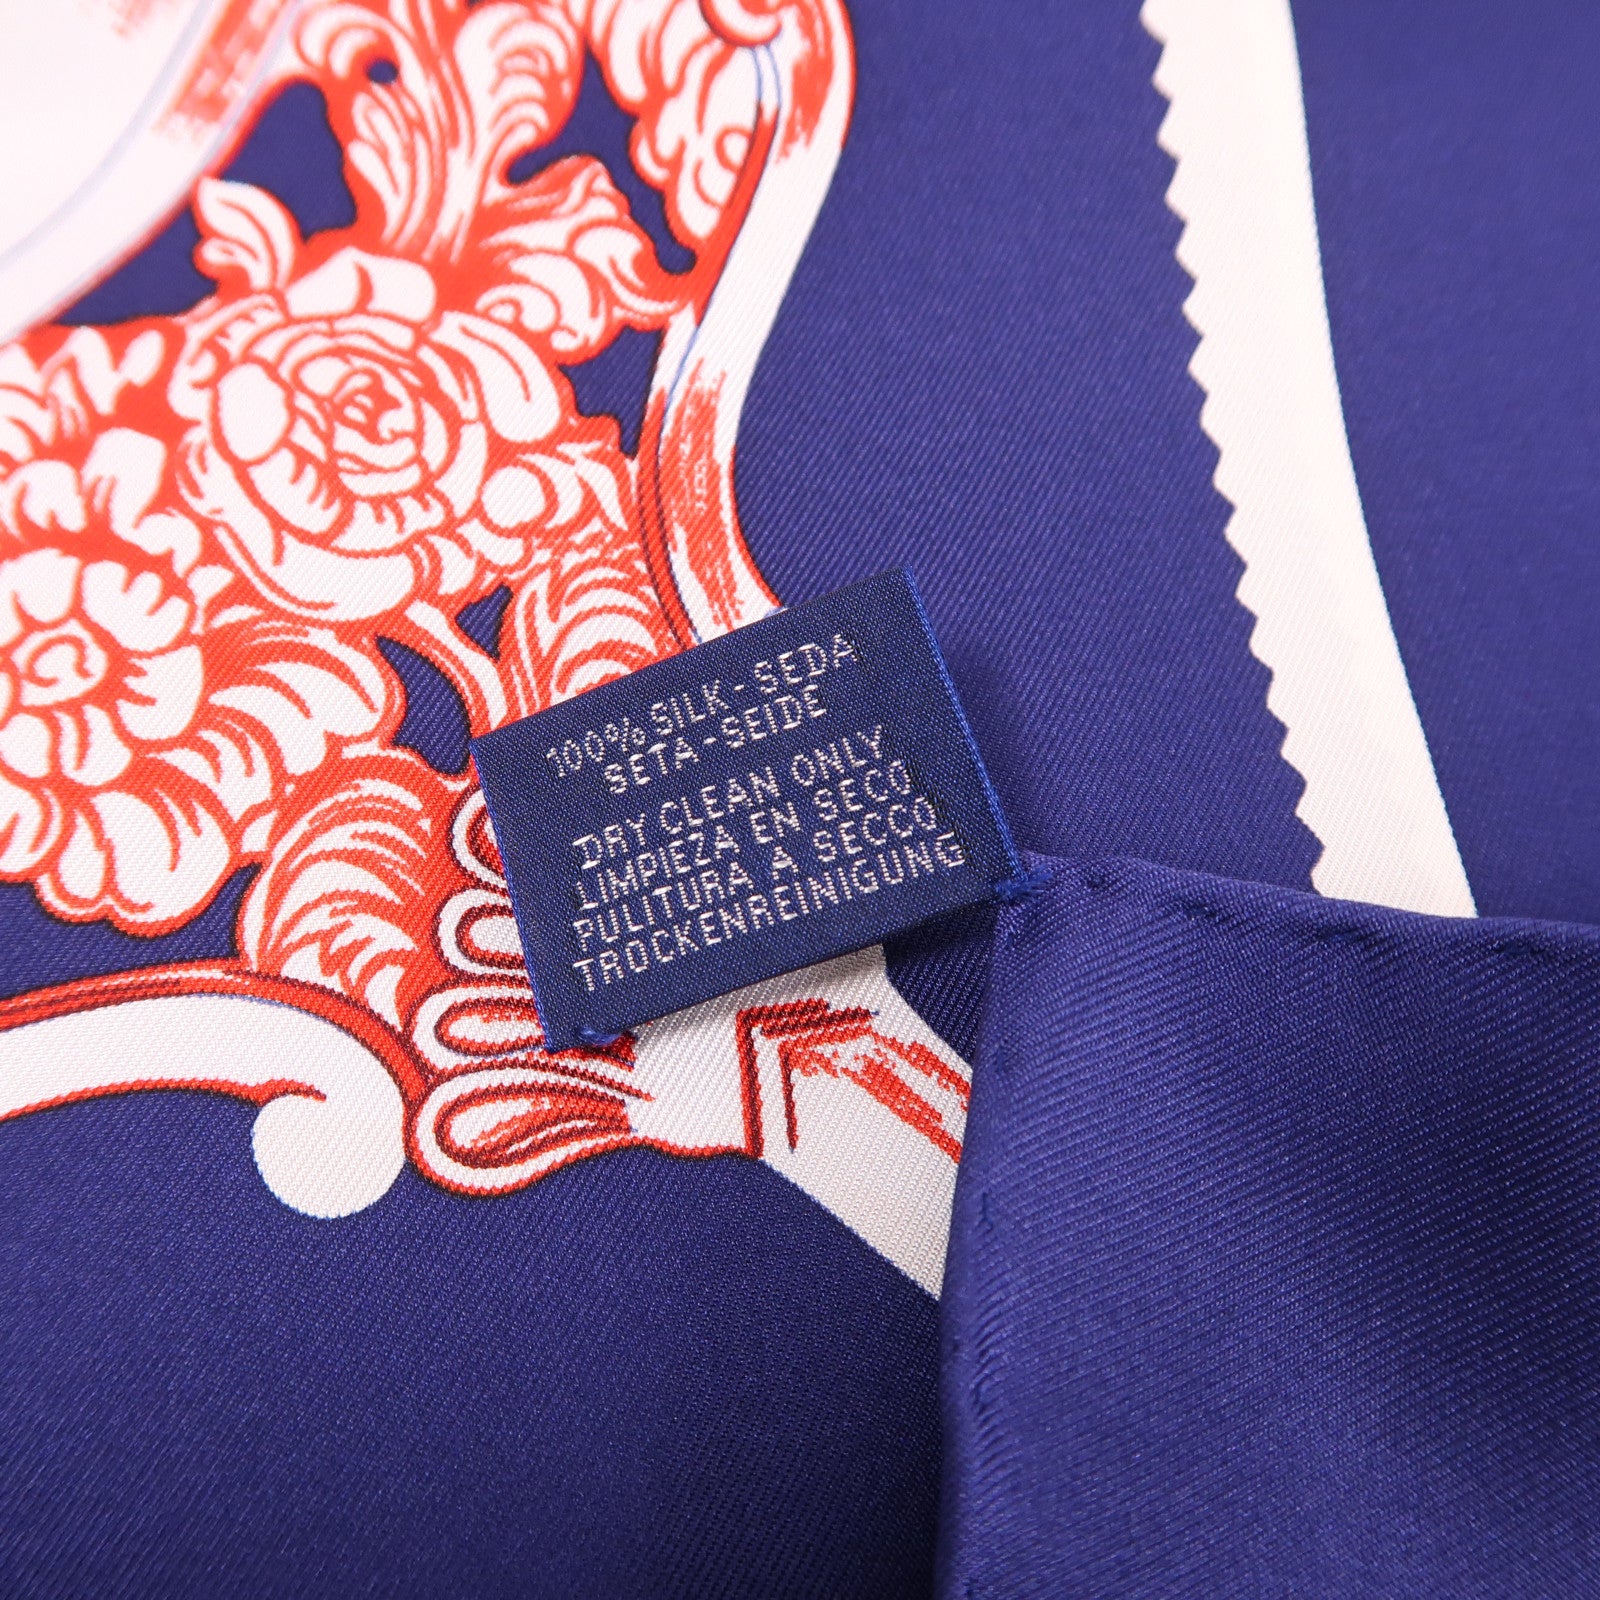 100% SILK - SEDA
SETA - SEIDE
DRY CLEAN ONLY
LIMPIEZA EN SECO
PULITURA A SECCO
TROCKENREINIGUNG